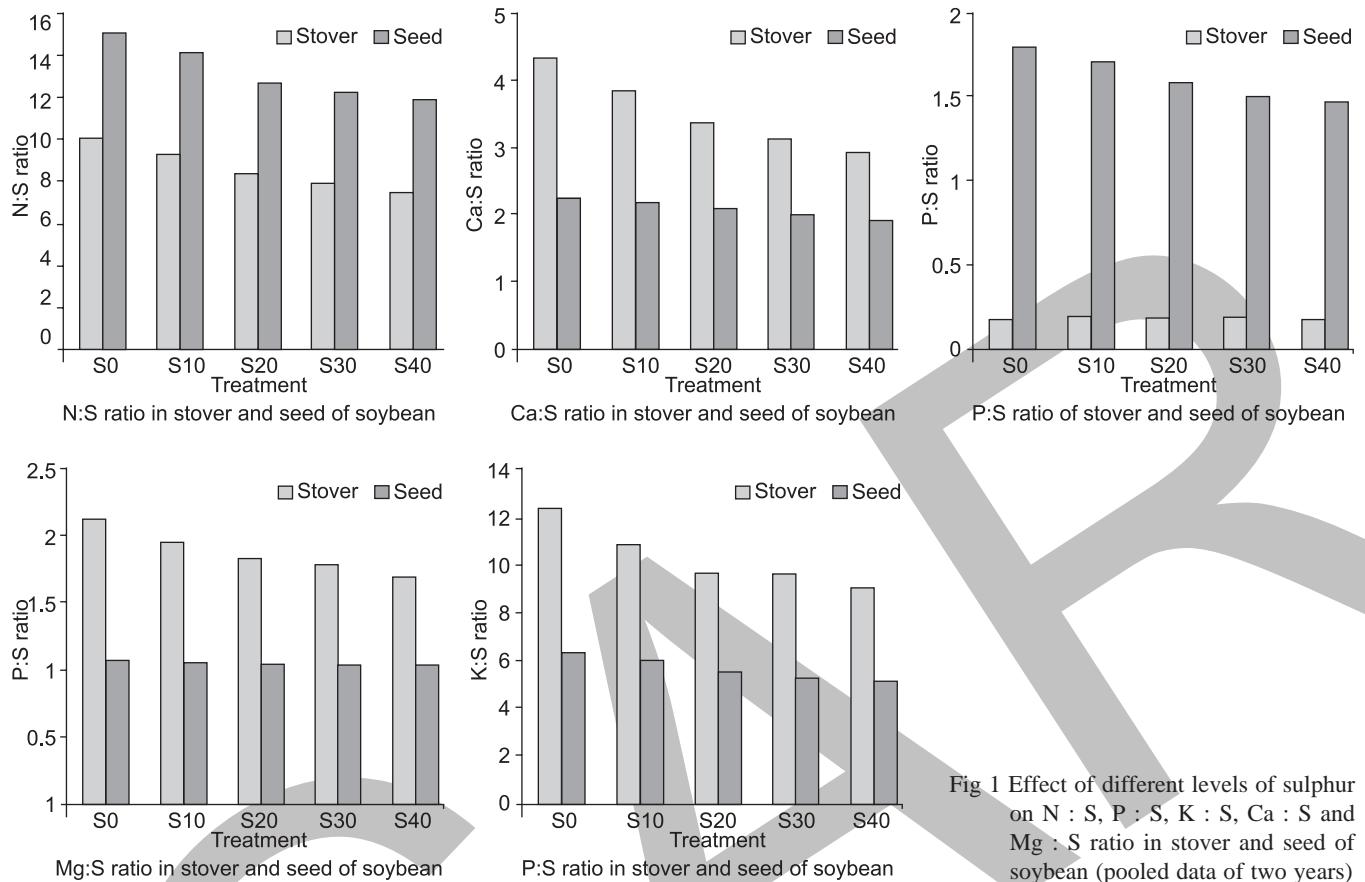 16
14
12
10
8
6
4
2
0
N:S ratio
Stover Seed
S0 S10 S20 S30 S40
Treatment
N:S ratio in stover and seed of soybean
5
4
3
2
1
0
Ca:S ratio
Stover Seed
S0 S10 S20 S30 S40
Treatment
Ca:S ratio in stover and seed of soybean
2
1.5
1
0.5
0
P:S ratio
Stover Seed
S0 S10 S20 S30 S40
Treatment
P:S ratio of stover and seed of soybean
2.5
2
1.5
1
0.5
1
P:S ratio
Stover Seed
S0 S10 S20 S30 S40
Treatment
Mg:S ratio in stover and seed of soybean
14
12
10
8
6
4
2
0
K:S ratio
Stover Seed
S0 S10 S20 S30 S40
Treatment
P:S ratio in stover and seed of soybean
Fig 1 Effect of different levels of sulphur
on N : S, P : S, K : S, Ca : S and
Mg : S ratio in stover and seed of
soybean (pooled data of two years)